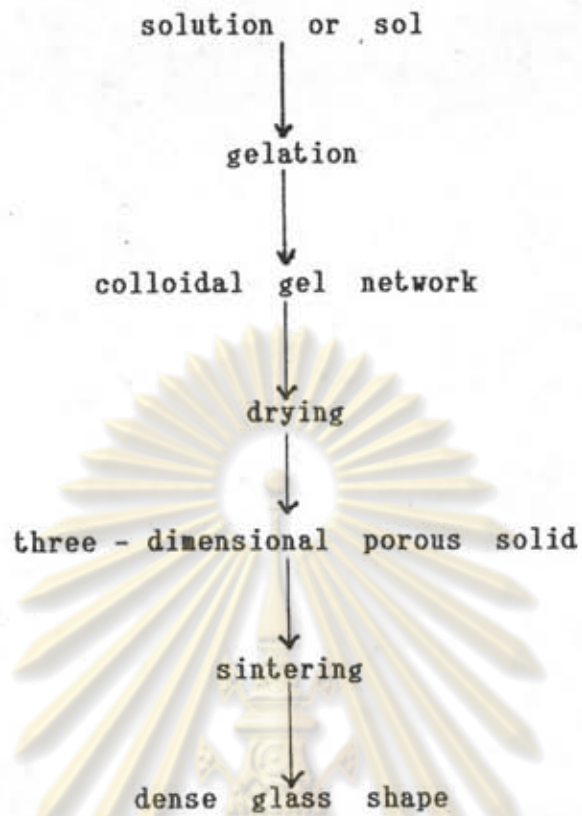 solution or sol
gelation
colloidal gel network
drying
three - dimensional porous solid
sintering
dense glass shape